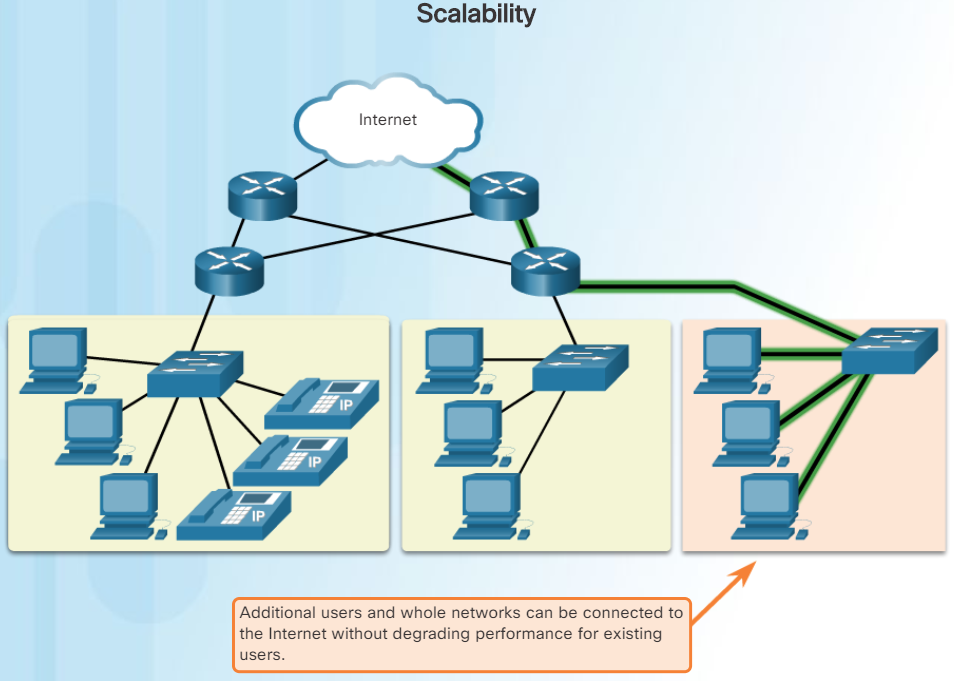 Scalability
Internet
IP
IP
IP
Additional users and whole networks can be connected to
the Internet without degrading performance for existing
users.